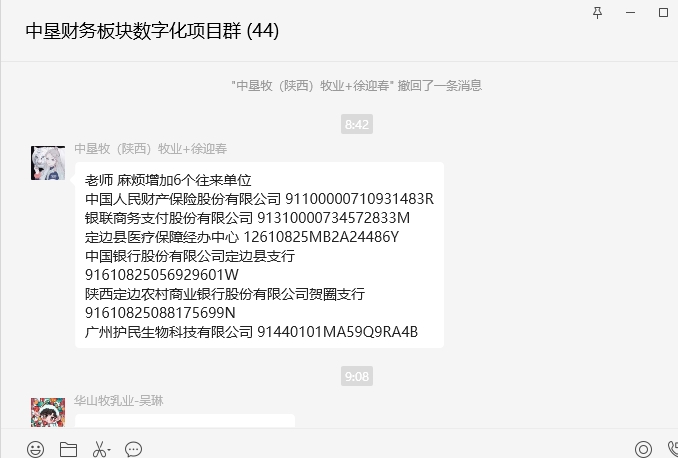 中垦财务板块数字化项目群 (44)
"中垦牧（陕西）牧业+徐迎春" 撤回了一条消息
8:42
中垦牧（陕西）牧业+徐迎春
老师 麻烦增加6个往来单位
中国人民财产保险股份有限公司 91100000710931483R
银联商务支付股份有限公司 91310000734572833M
定边县医疗保障经办中心 12610825MB2A24486Y
中国银行股份有限公司定边县支行
91610825056929601W
陕西定边农村商业银行股份有限公司贺圈支行
91610825088175699N
广州护民生物科技有限公司 91440101MA59Q9RA4B
9:08
华山牧乳业-吴琳